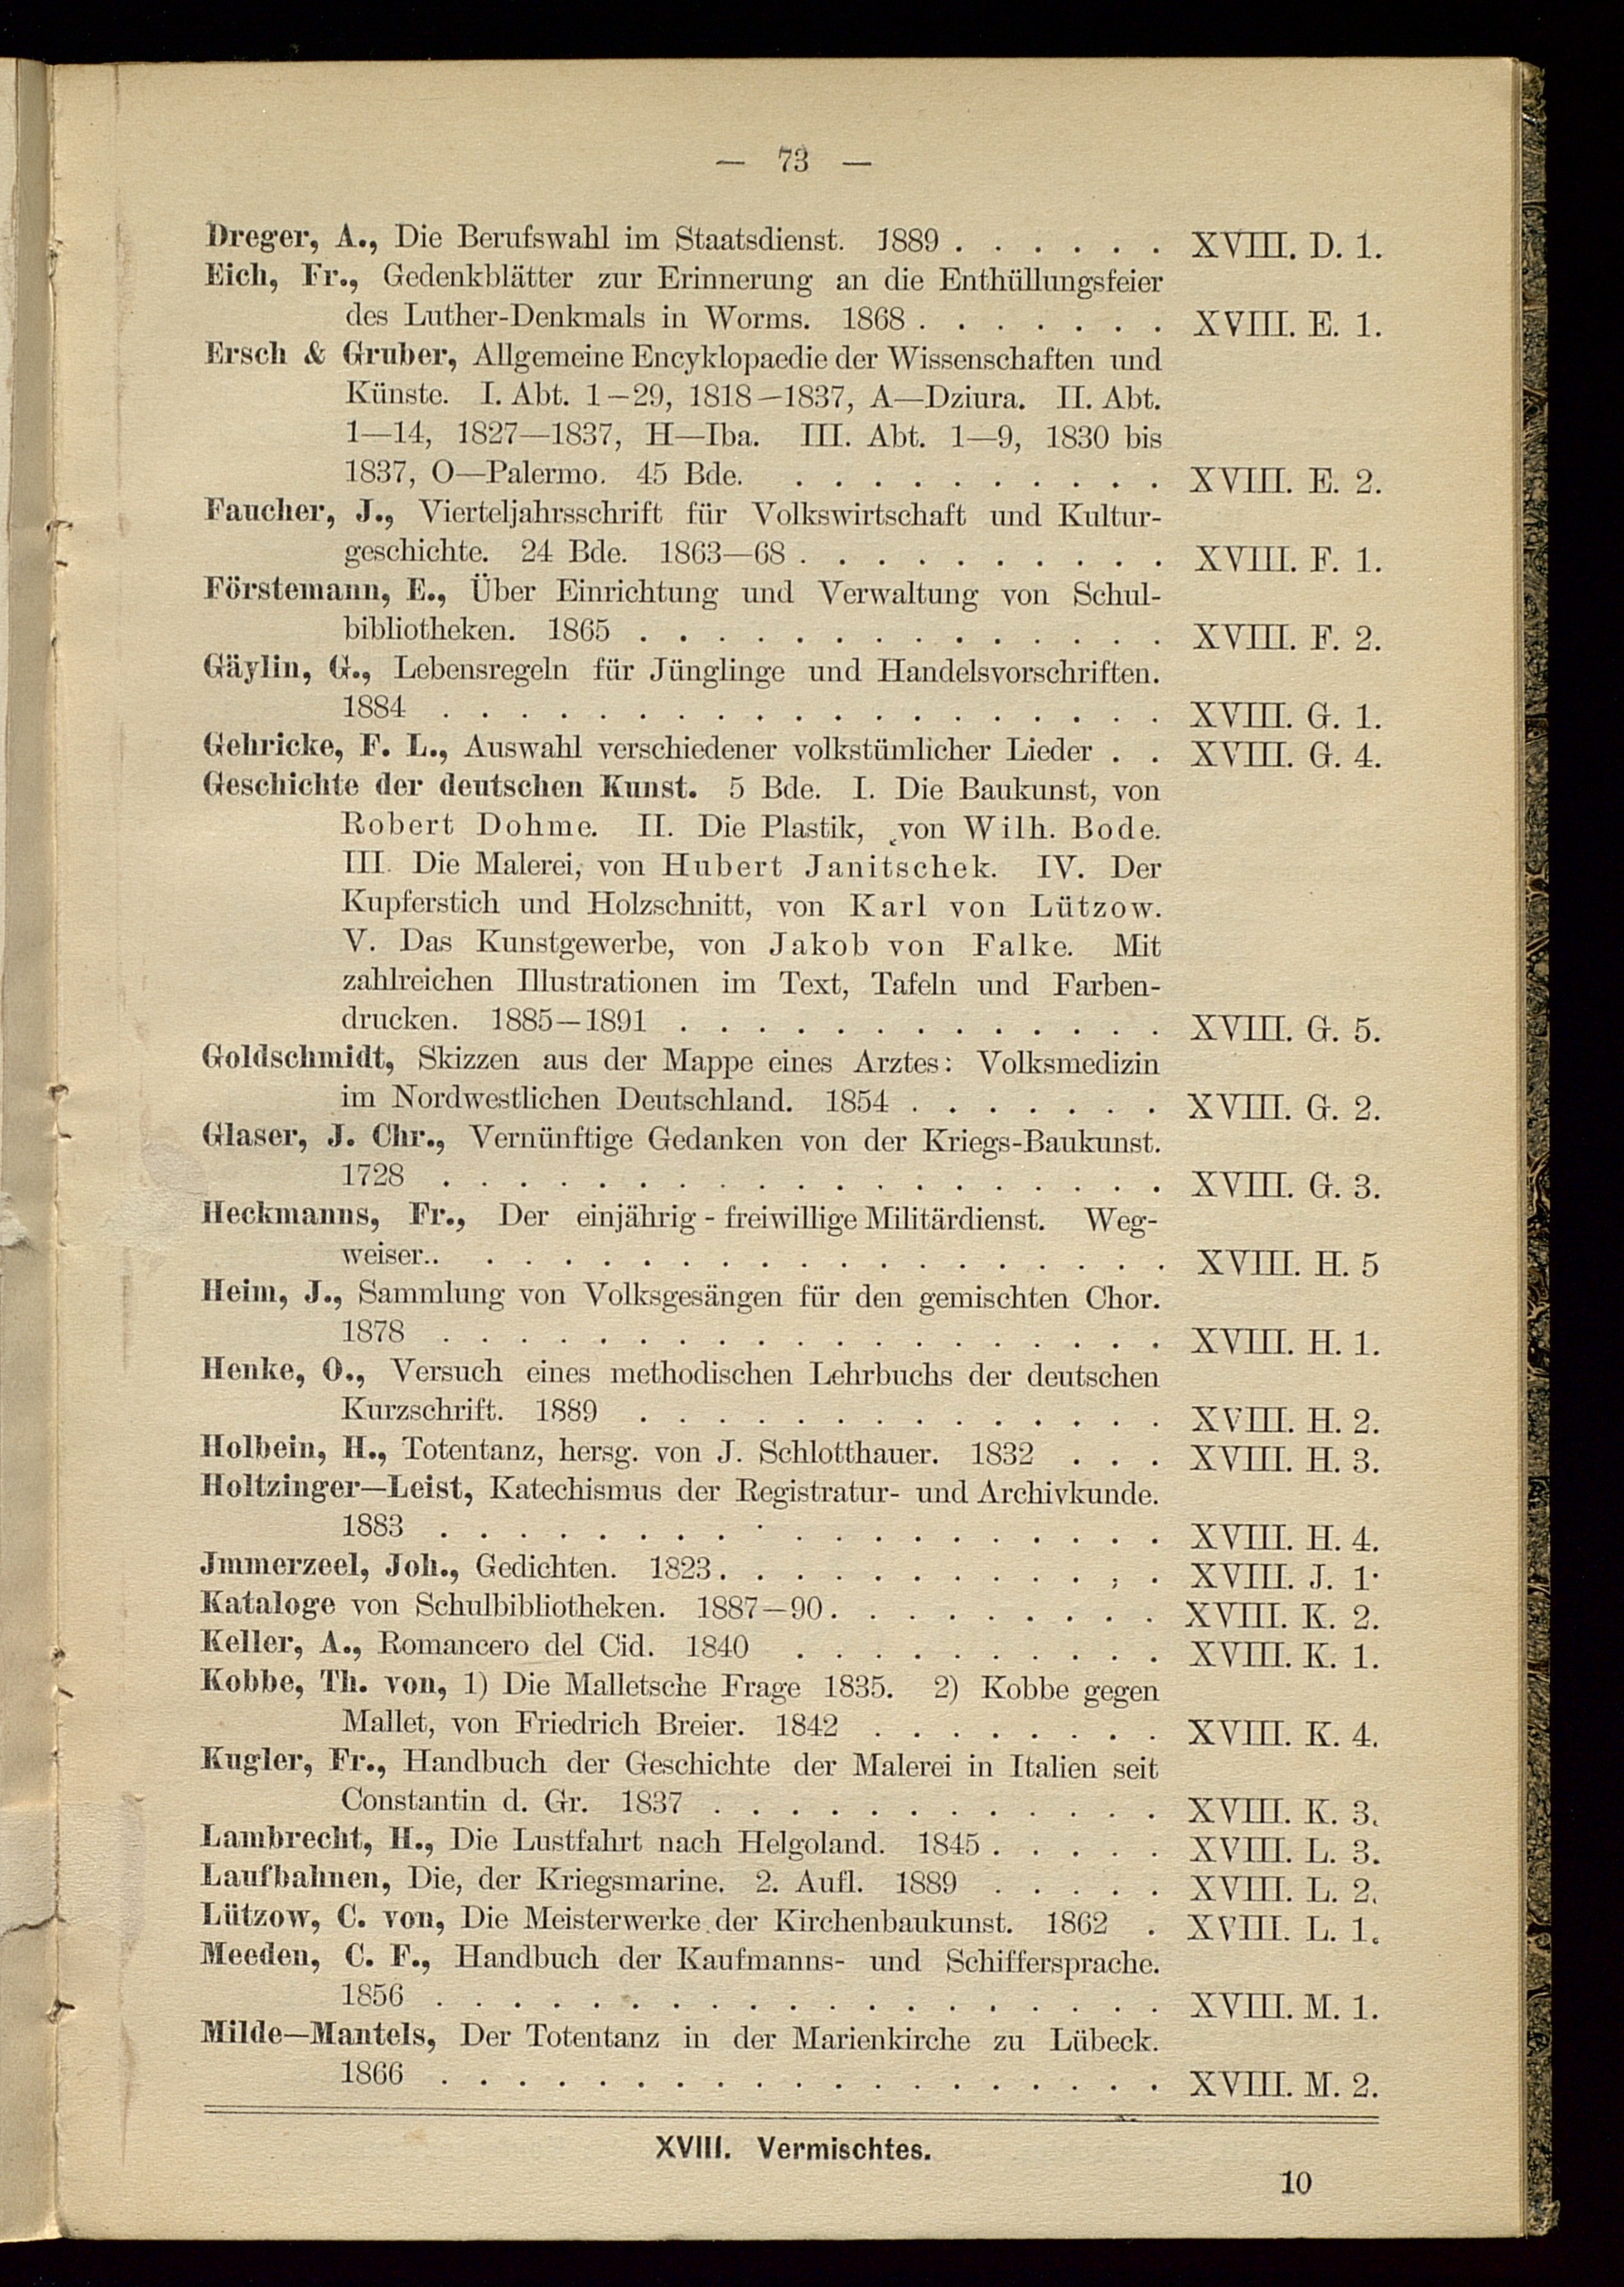 — 73 —
Dreger, A., Die Berufswahl im Staatsdienst. 1889 . . . . . . XVIII. D. 1.
Eich, Fr., Gedenkblätter zur Erinnerung an die Enthüllungsfeier
des Luther-Denkmals in Worms. 1868 . . . . . . . XVIII. E. 1.
Ersch & Gruber, Allgemeine Encyklopaedie der Wissenschaften und
Künste. I. Abt. 1—29, 1818—1837, A—Dziura. II. Abt.
1—14, 1827—1837, H—Iba. III. Abt. 1—9, 1830 bis
1837, O—Palermo. 45 Bde. . . . . . . . . . . XVIII. E. 2.
Faucher, J., Vierteljahrsschrift für Volkswirtschaft und Kultur-
geschichte. 24 Bde. 1863—68 . . . . . . . . . . XVIII. F. 1.
Förstemann, E., Über Einrichtung und Verwaltung von Schul-
bibliotheken. 1865 . . . . . . . . . . . . . . XVIII. F. 2.
Gäylin, G., Lebensregeln für Jünglinge und Handelsvorschriften.
1884 . . . . . . . . . . . . . . . . . . . XVIII. G. 1.
Gehricke, F. L., Auswahl verschiedener volkstümlicher Lieder . . XVIII. G. 4.
Geschichte der deutschen Kunst. 5 Bde. I. Die Baukunst, von
Robert Dohme. II. Die Plastik, von Wilh. Bode.
III. Die Malerei, von Hubert Janitschek. IV. Der
Kupferstich und Holzschnitt, von Karl von Lützow.
V. Das Kunstgewerbe, von Jakob von Falke. Mit
zahlreichen Illustrationen im Text, Tafeln und Farben-
drucken. 1885—1891 . . . . . . . . . . . . . XVIII. G. 5.
Goldschmidt, Skizzen aus der Mappe eines Arztes: Volksmedizin
im Nordwestlichen Deutschland. 1854 . . . . . . . XVIII. G. 2.
Glaser, J. Chr., Vernünftige Gedanken von der Kriegs-Baukunst.
1728 . . . . . . . . . . . . . . . . . . . XVIII. G. 3.
Heckmanns, Fr., Der einjährig - freiwillige Militärdienst. Weg-
weiser.. . . . . . . . . . . . . . . . . . . XVIII. H. 5
Heim, J., Sammlung von Volksgesängen für den gemischten Chor.
1878 . . . . . . . . . . . . . . . . . . . XVIII. H. 1.
Henke, O., Versuch eines methodischen Lehrbuchs der deutschen
Kurzschrift. 1889 . . . . . . . . . . . . . . XVIII. H. 2.
Holbein, H., Totentanz, hersg. von J. Schlotthauer. 1832 . . . XVIII. H. 3.
Holtzinger—Leist, Katechismus der Registratur- und Archivkunde.
1883 . . . . . . . . . . . . . . . . . . . XVIII. H. 4.
Jmmerzeel, Joh., Gedichten. 1823. . . . . . . . . . . , . XVIII. J. 1.
Kataloge von Schulbibliotheken. 1887—90. . . . . . . . . XVIII. K. 2.
Keller, A., Romancero del Cid. 1840 . . . . . . . . . . XVIII. K. 1.
Kobbe, Th. von, 1) Die Malletsche Frage 1835. 2) Kobbe gegen
Mallet, von Friedrich Breier. 1842 . . . . . . . . XVIII. K. 4.
Kugler, Fr., Handbuch der Geschichte der Malerei in Italien seit
Constantin d. Gr. 1837 . . . . . . . . . . . . XVIII. K. 3.
Lambrecht, H., Die Lustfahrt nach Helgoland. 1845 . . . . . XVIII. L. 3.
Laufbahnen, Die, der Kriegsmarine. 2. Aufl. 1889 . . . . . XVIII. L. 2.
Lützow, C. von, Die Meisterwerke der Kirchenbaukunst. 1862 . XVIII. L. 1.
Meeden, C. F., Handbuch der Kaufmanns- und Schiffersprache.
1856 . . . . . . . . . . . . . . . . . . . XVIII. M. 1.
Milde—Mantels, Der Totentanz in der Marienkirche zu Lübeck.
1866 . . . . . . . . . . . . . . . . . . . XVIII. M. 2.
XVIII. Vermischtes.
10